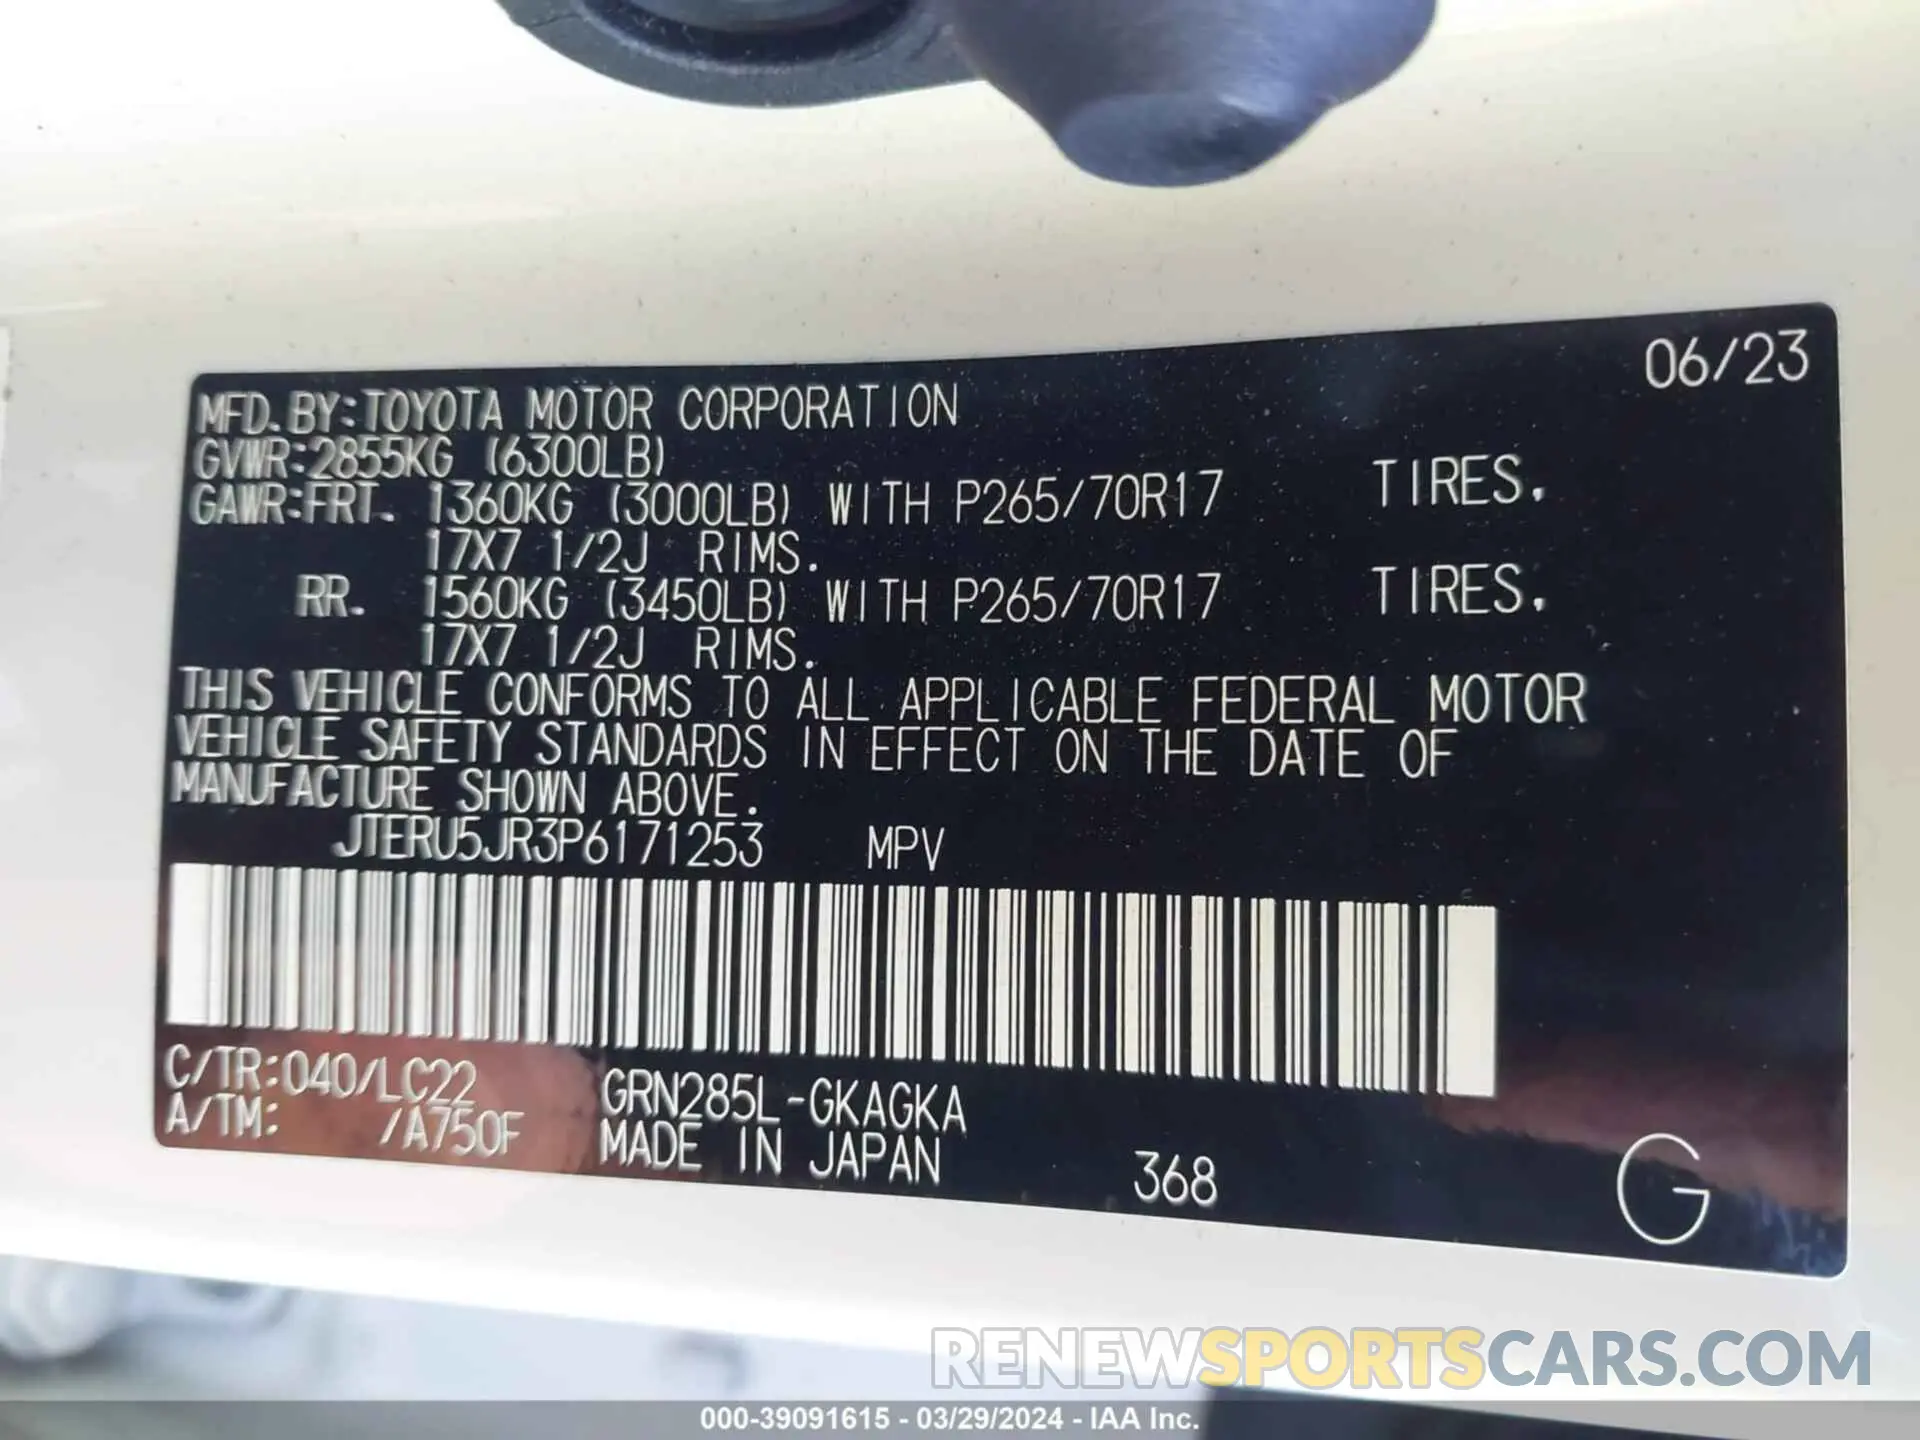 06/23
MFD.BY:TOYOTA MOTOR CORPORATION
GVWR:2855KG (6300LB)
GAWR:FRT. 1360KG (3000LB) WITH P265/70R17 TIRES,
17X7 1/2J RIMS.
RR. 1560KG (3450LB) WITH P265/70R17 TIRES,
17X7 1/2J RIMS.
THIS VEHICLE CONFORMS TO ALL APPLICABLE FEDERAL MOTOR
VEHICLE SAFETY STANDARDS IN EFFECT ON THE DATE OF
MANUFACTURE SHOWN ABOVE.
JTERU5JR3P6171253 MPV
C/TR:040/LC22 GRN285L-GKAGKA
A/TM: /A750F MADE IN JAPAN 368 G
RENEWSPORTSCARS.COM
000-39091615 - 03/29/2024 - IAA Inc.